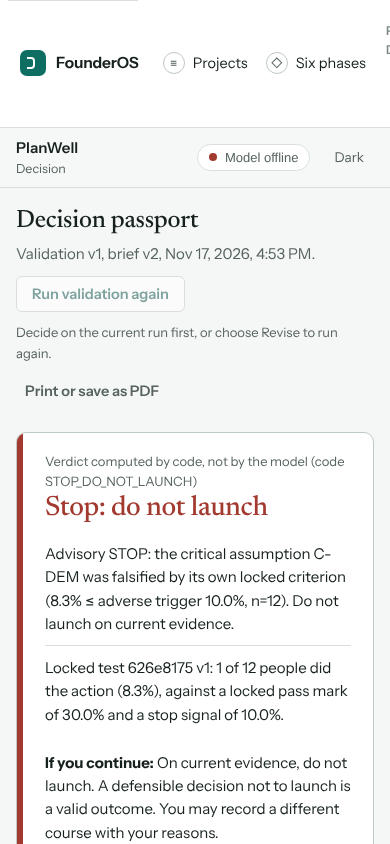 FounderOS
Projects
Six phases
PlanWell
Decision
Model offline
Dark
Decision passport
Validation v1, brief v2, Nov 17, 2026, 4:53 PM.
Run validation again
Decide on the current run first, or choose Revise to run
again.
Print or save as PDF
Verdict computed by code, not by the model (code
STOP_DO_NOT_LAUNCH)
Stop: do not launch
Advisory STOP: the critical assumption C-
DEM was falsified by its own locked criterion
(8.3% ≤ adverse trigger 10.0%, n=12). Do not
launch on current evidence.
Locked test 626e8175 v1: 1 of 12 people did
the action (8.3%), against a locked pass mark
of 30.0% and a stop signal of 10.0%.
If you continue: On current evidence, do not
launch. A defensible decision not to launch is
a valid outcome. You may record a different
course with your reasons.